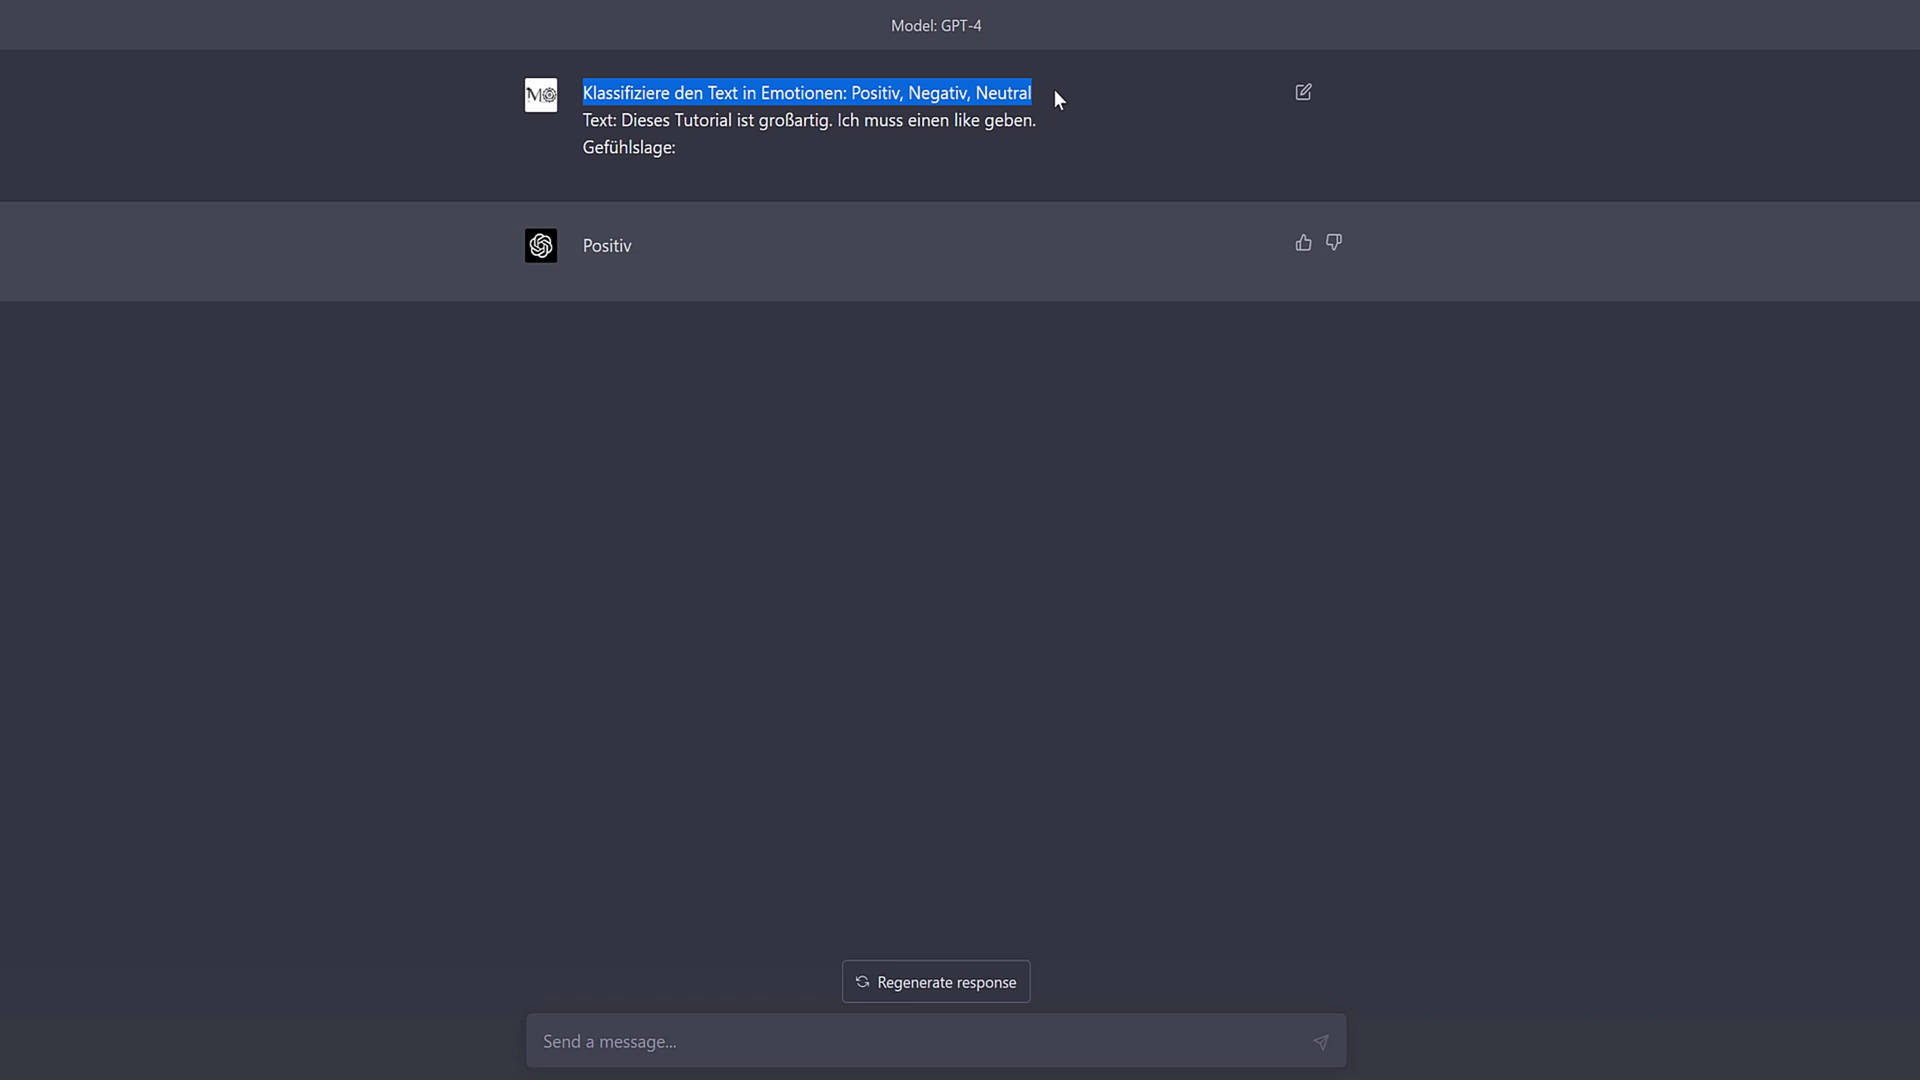 Model: GPT-4
Klassifiziere den Text in Emotionen: Positiv, Negativ, Neutral
Text: Dieses Tutorial ist großartig. Ich muss einen like geben.
Gefühlslage:
Positiv
Regenerate response
Send a message...